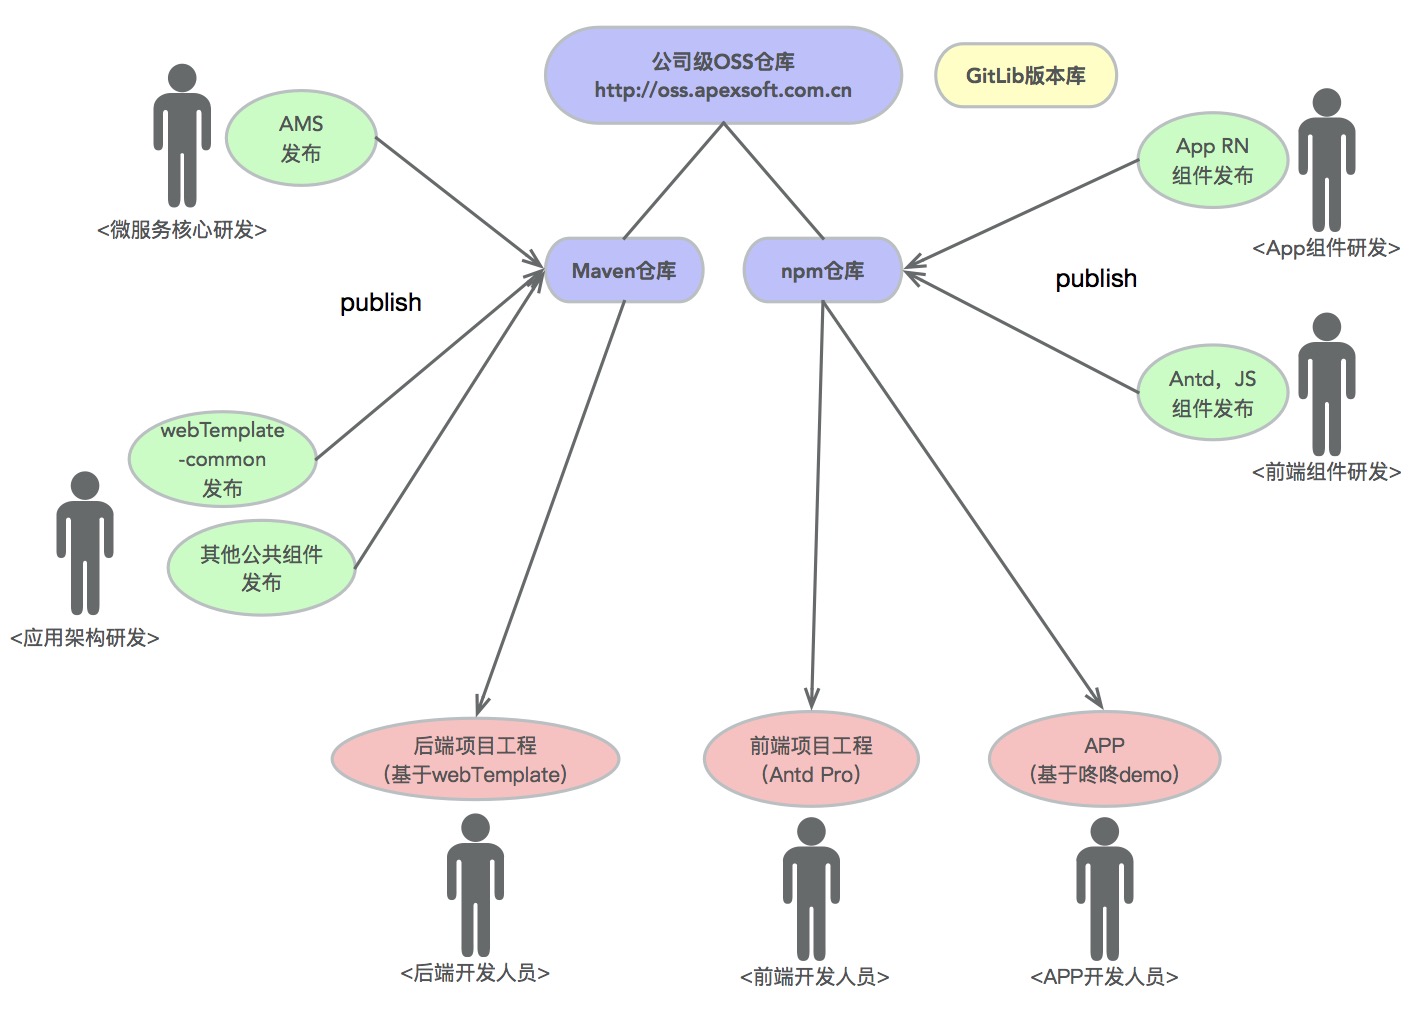 公司级OSS仓库
http://oss.apexsoft.com.cn
GitLib版本库
AMS
发布
<微服务核心研发>
App RN
组件发布
<App组件研发>
Maven仓库
npm仓库
publish
publish
Antd，JS
组件发布
<前端组件研发>
webTemplate
-common
发布
其他公共组件
发布
<应用架构研发>
后端项目工程
（基于webTemplate）
前端项目工程
（Antd Pro）
APP
（基于咚咚demo）
<后端开发人员>
<前端开发人员>
<APP开发人员>